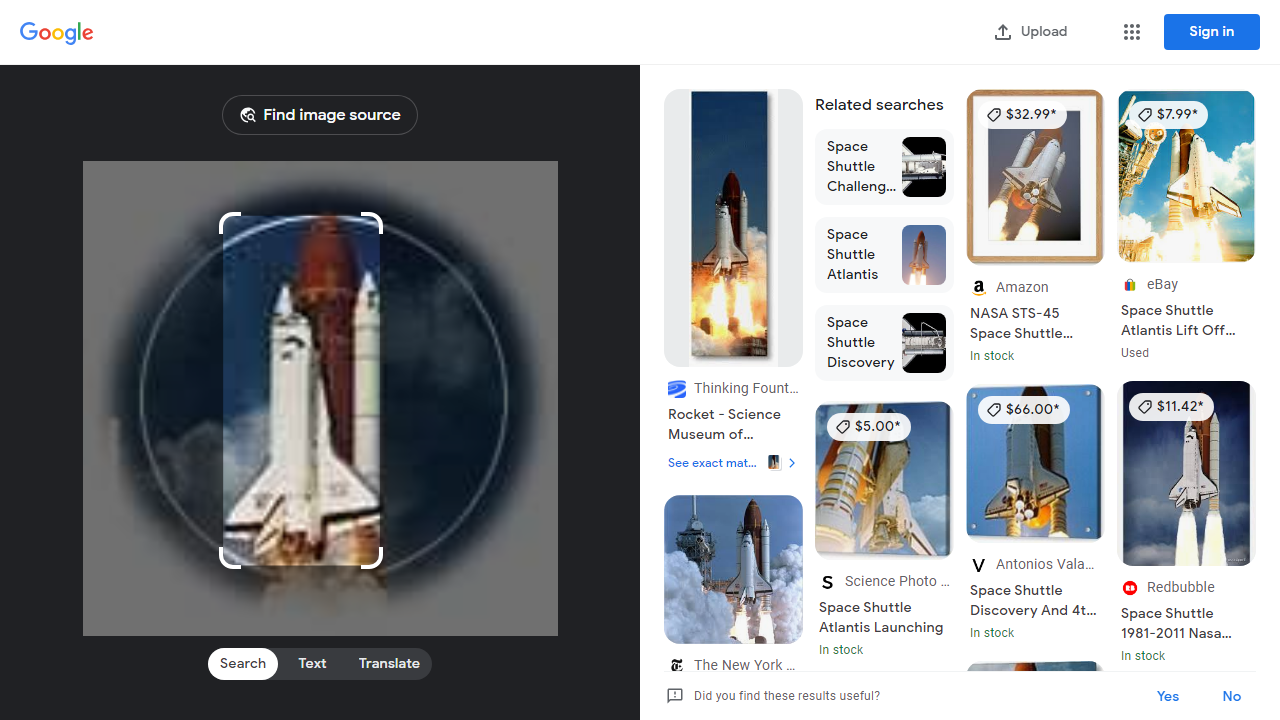 Google
Upload
Sign in
Find image source
Search
Text
Translate
Thinking Fount...
Rocket - Science
Museum of...
See exact mat...
The New York ...
Related searches
Space
Shuttle
Challeng...
Space
Shuttle
Atlantis
Space
Shuttle
Discovery
$5.00*
Science Photo ...
Space Shuttle
Atlantis Launching
In stock
$32.99*
Amazon
NASA STS-45
Space Shuttle...
In stock
$66.00*
Antonios Vala...
Space Shuttle
Discovery And 4t...
In stock
$7.99*
eBay
Space Shuttle
Atlantis Lift Off...
Used
$11.42*
Redbubble
Space Shuttle
1981-2011 Nasa...
In stock
Did you find these results useful?
Yes
No